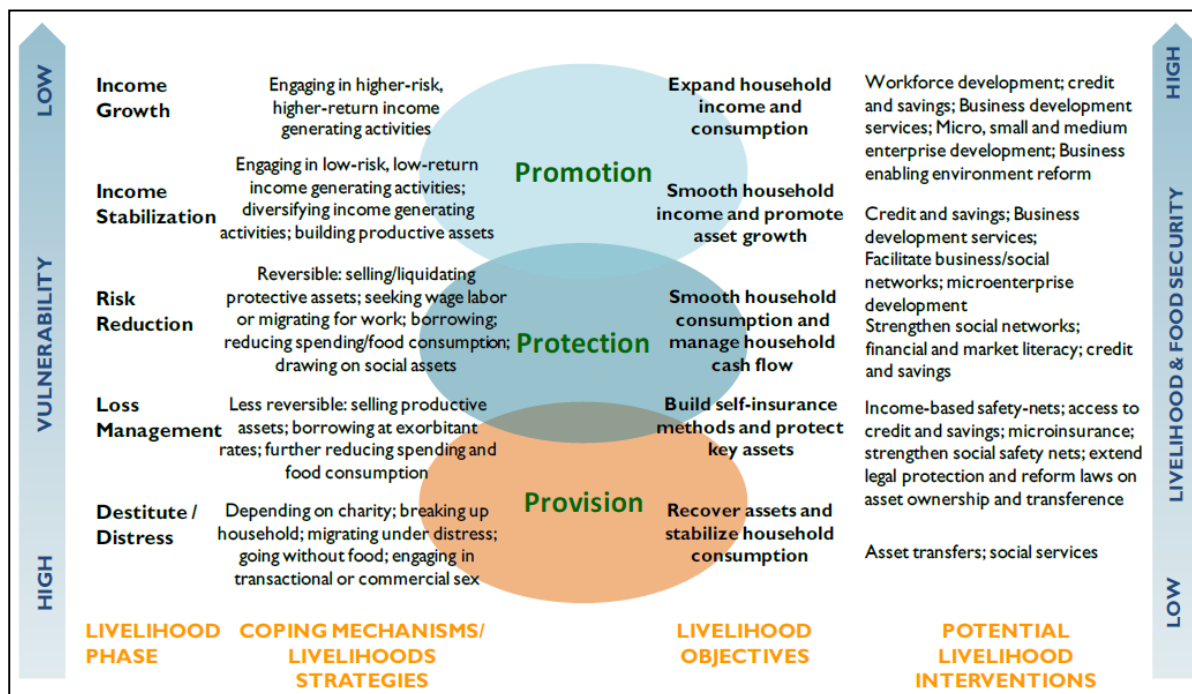 LOW
VULNERABILITY
HIGH
Income
Growth
Engaging in higher-risk,
higher-return income
generating activities
Expand household
income and
consumption
Workforce development; credit
and savings; Business development
services; Micro, small and medium
enterprise development; Business
enabling environment reform
Promotion
Income
Stabilization
Engaging in low-risk, low-return
income generating activities;
diversifying income generating
activities; building productive assets
Smooth household
income and promote
asset growth
Credit and savings; Business
development services;
Facilitate business/social
networks; microenterprise
development
Risk
Reduction
Reversible: selling/liquidating
protective assets; seeking wage labor
or migrating for work; borrowing;
reducing spending/food consumption;
drawing on social assets
Protection
Smooth household
consumption and
manage household
cash flow
Strengthen social networks;
financial and market literacy; credit
and savings
Loss
Management
Less reversible: selling productive
assets; borrowing at exorbitant
rates; further reducing spending and
food consumption
Build self-insurance
methods and protect
key assets
Income-based safety-nets; access to
credit and savings; microinsurance;
strengthen social safety nets; extend
legal protection and reform laws on
asset ownership and transference
Provision
Destitute /
Distress
Depending on charity; breaking up
household; migrating under distress;
going without food; engaging in
transactional or commercial sex
Recover assets and
stabilize household
consumption
Asset transfers; social services
HIGH
LIVELIHOOD & FOOD SECURITY
LOW
LIVELIHOOD
PHASE
COPING MECHANISMS/
LIVELIHOODS
STRATEGIES
LIVELIHOOD
OBJECTIVES
POTENTIAL
LIVELIHOOD
INTERVENTIONS